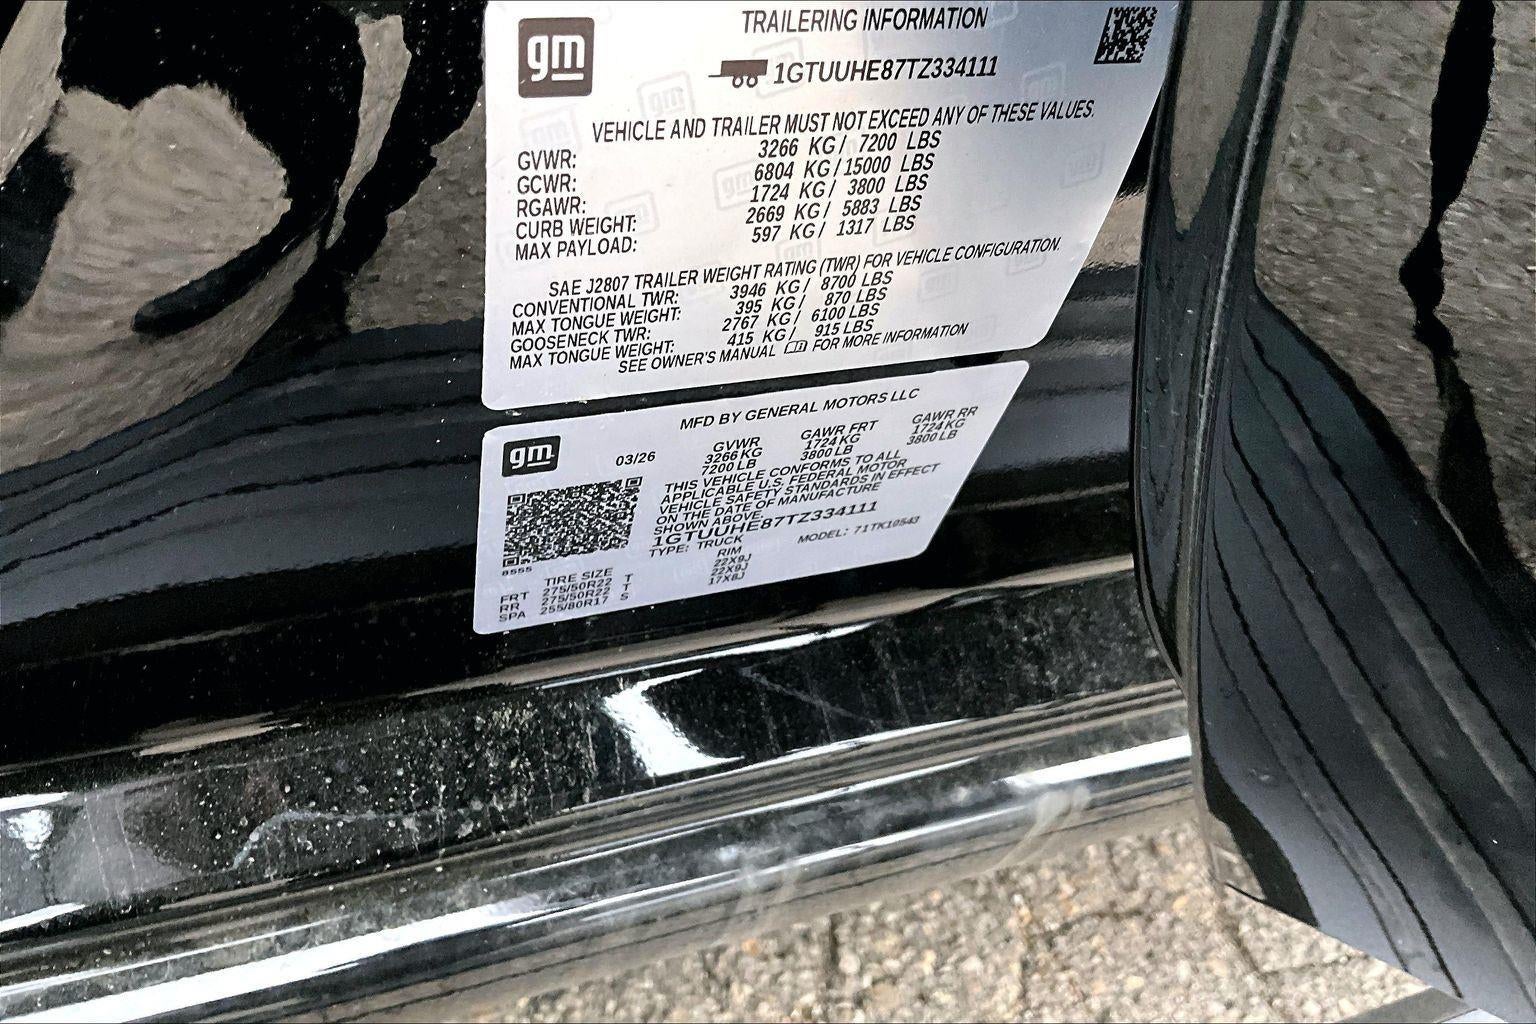 gm
TRAILERING INFORMATION
1GTUUHE87TZ334111
VEHICLE AND TRAILER MUST NOT EXCEED ANY OF THESE VALUES.
GVWR: 3266 KG/ 7200 LBS
GCWR: 6804 KG/15000 LBS
RGAWR: 1724 KG/ 3800 LBS
CURB WEIGHT: 2669 KG/ 5883 LBS
MAX PAYLOAD: 597 KG/ 1317 LBS
SAE J2807 TRAILER WEIGHT RATING (TWR) FOR VEHICLE CONFIGURATION.
CONVENTIONAL TWR: 3946 KG/ 8700 LBS
MAX TONGUE WEIGHT: 395 KG/ 870 LBS
GOOSENECK TWR: 2767 KG/ 6100 LBS
MAX TONGUE WEIGHT: 415 KG/ 915 LBS
SEE OWNER'S MANUAL FOR MORE INFORMATION
MFD BY GENERAL MOTORS LLC
gm
03/26
GVWR GAWR FRT GAWR RR
3266 KG 1724 KG 1724 KG
7200 LB 3800 LB 3800 LB
THIS VEHICLE CONFORMS TO ALL
APPLICABLE U.S. FEDERAL MOTOR
VEHICLE SAFETY STANDARDS IN EFFECT
ON THE DATE OF MANUFACTURE
SHOWN ABOVE.
1GTUUHE87TZ334111
TYPE: TRUCK MODEL: 71TK10543
8555
TIRE SIZE RIM
FRT 275/50R22 T 22X9J
RR 275/50R22 T 22X9J
SPA 255/80R17 S 17X8J